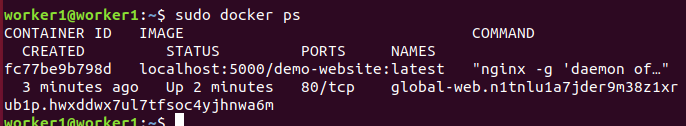 worker1@worker1:~$ sudo docker ps
CONTAINER ID   IMAGE                                  COMMAND
  CREATED         STATUS         PORTS     NAMES
fc77be9b798d   localhost:5000/demo-website:latest   "nginx -g 'daemon of…"
  3 minutes ago   Up 2 minutes   80/tcp    global-web.n1tnlu1a7jder9m38z1xr
ub1p.hwxddwx7ul7tfsoc4yjhnwa6m
worker1@worker1:~$